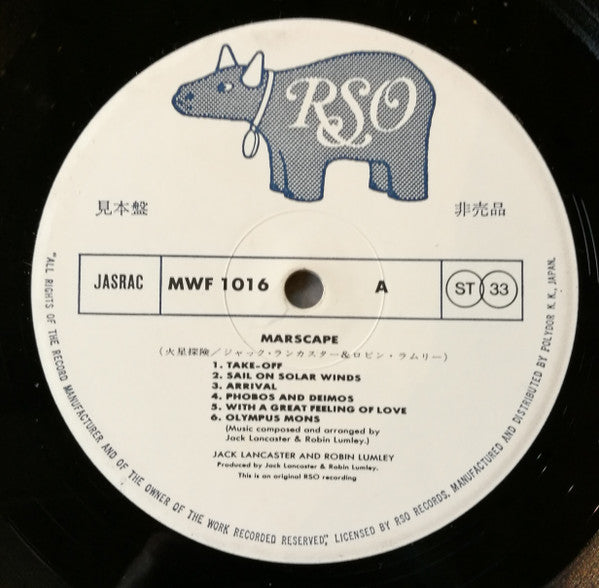 RSO
見本盤
非売品
JASRAC
MWF 1016
A
ST 33
MARSCAPE
(火星探険/ジャック・ランカスター&ロビン・ラムリー)
1. TAKE-OFF
2. SAIL ON SOLAR WINDS
3. ARRIVAL
4. PHOBOS AND DEIMOS
5. WITH A GREAT FEELING OF LOVE
6. OLYMPUS MONS
(Music composed and arranged by
Jack Lancaster & Robin Lumley.)
JACK LANCASTER AND ROBIN LUMLEY
Produced by Jack Lancaster & Robin Lumley.
This is an original RSO recording
"ALL RIGHTS OF THE RECORD MANUFACTURER AND OF THE OWNER OF THE WORK RECORDED RESERVED", LICENSED BY RSO RECORDS, MANUFACTURED AND DISTRIBUTED BY POLYDOR K.K., JAPAN.